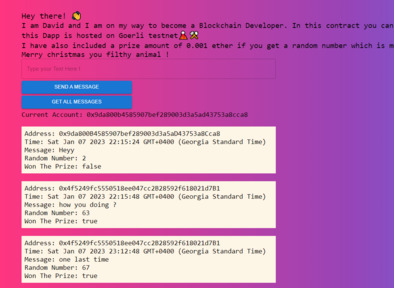 Hey there! 👋
I am David and I am on my way to become a Blockchain Developer. In this contract you can
this Dapp is hosted on Goerli testnet
I have also included a prize amount of 0.001 ether if you get a random number which is m
Merry christmas you filthy animal !
Type your Text Here !
SEND A MESSAGE
GET ALL MESSAGES
Current Account:
Address:
Time: Sat Jan 07 2023 22:15:24 GMT+0400 (Georgia Standard Time)
Message: Heyy
Random Number: 2
Won The Prize: false
Address:
Time: Sat Jan 07 2023 22:15:48 GMT+0400 (Georgia Standard Time)
Message: how you doing ?
Random Number: 63
Won The Prize: true
Address:
Time: Sat Jan 07 2023 23:12:48 GMT+0400 (Georgia Standard Time)
Message: one last time
Random Number: 67
Won The Prize: true